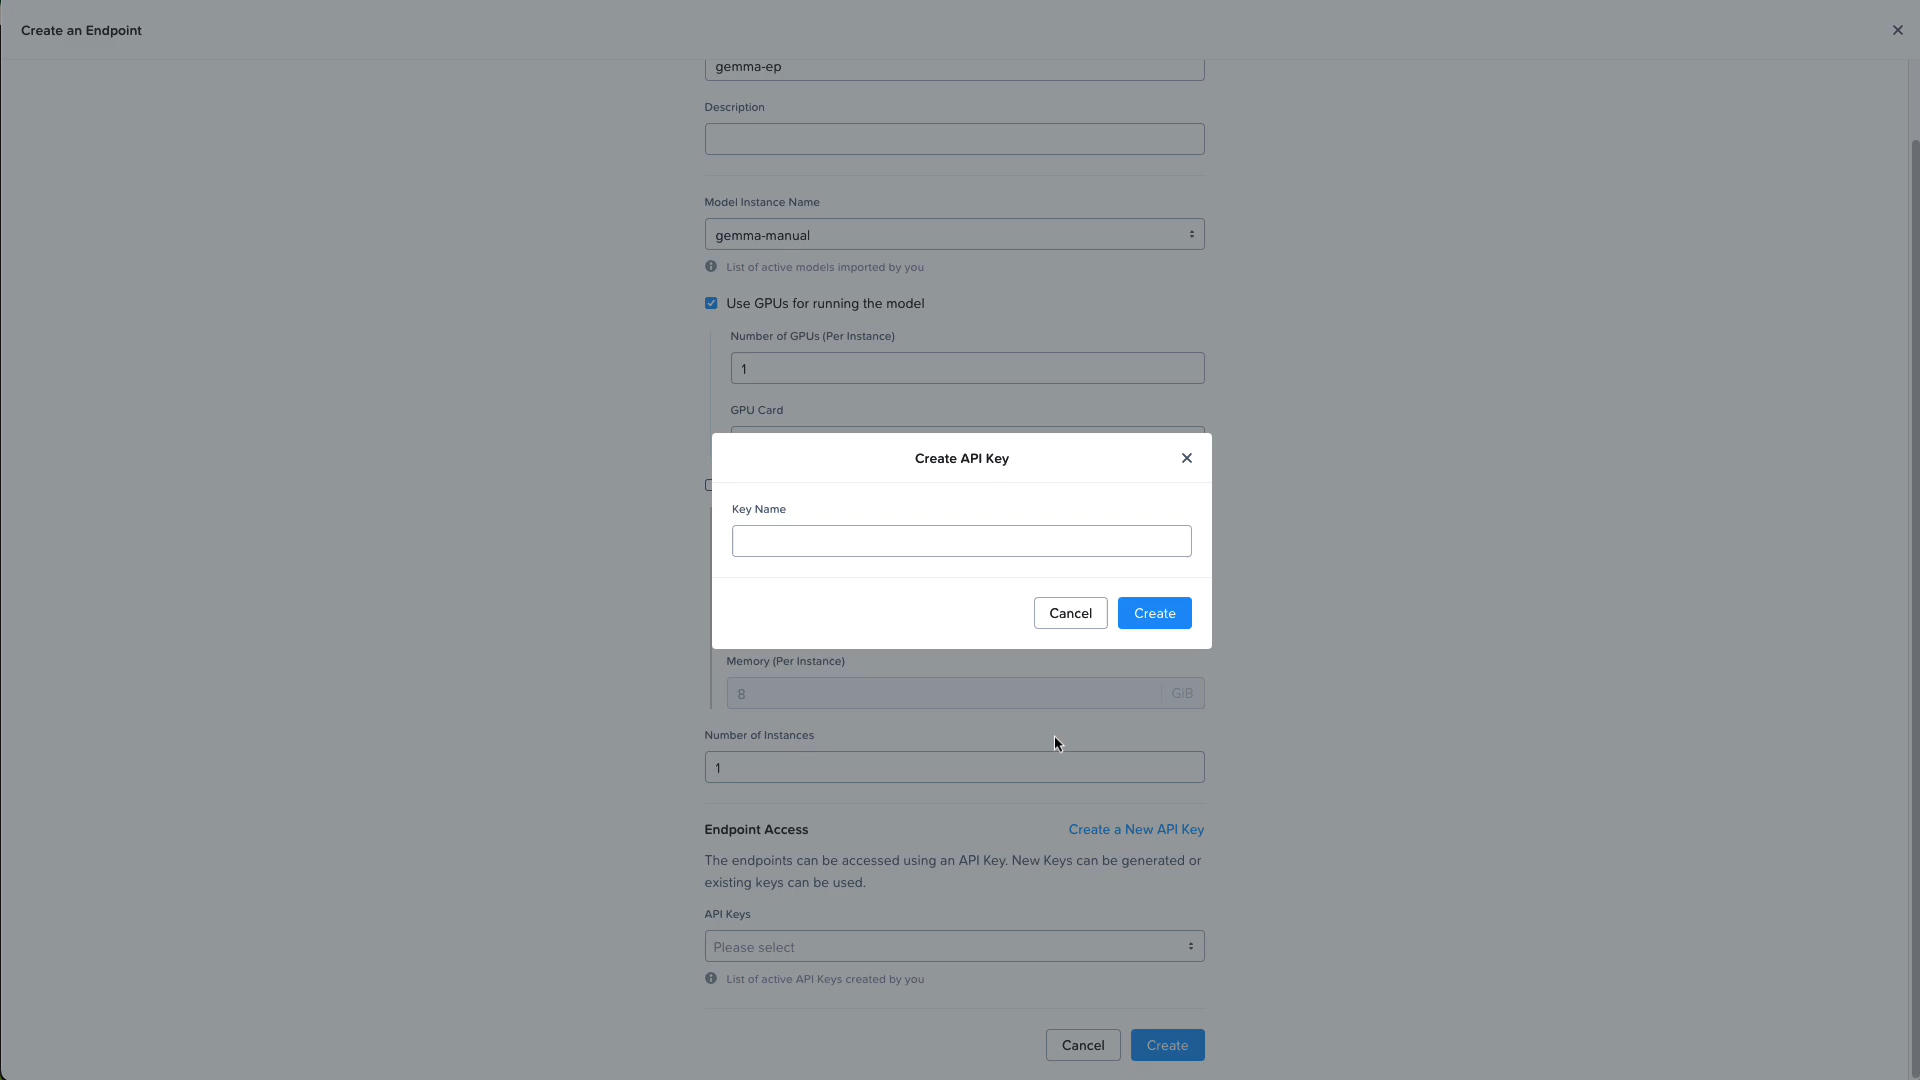 Create an Endpoint
gemma-ep
Description
Model Instance Name
gemma-manual
List of active models imported by you
Use GPUs for running the model
Number of GPUs (Per Instance)
1
GPU Card
Create API Key
Key Name
Cancel
Create
Memory (Per Instance)
8
GiB
Number of Instances
1
Endpoint Access
Create a New API Key
The endpoints can be accessed using an API Key. New Keys can be generated or
existing keys can be used.
API Keys
Please select
List of active API Keys created by you
Cancel
Create